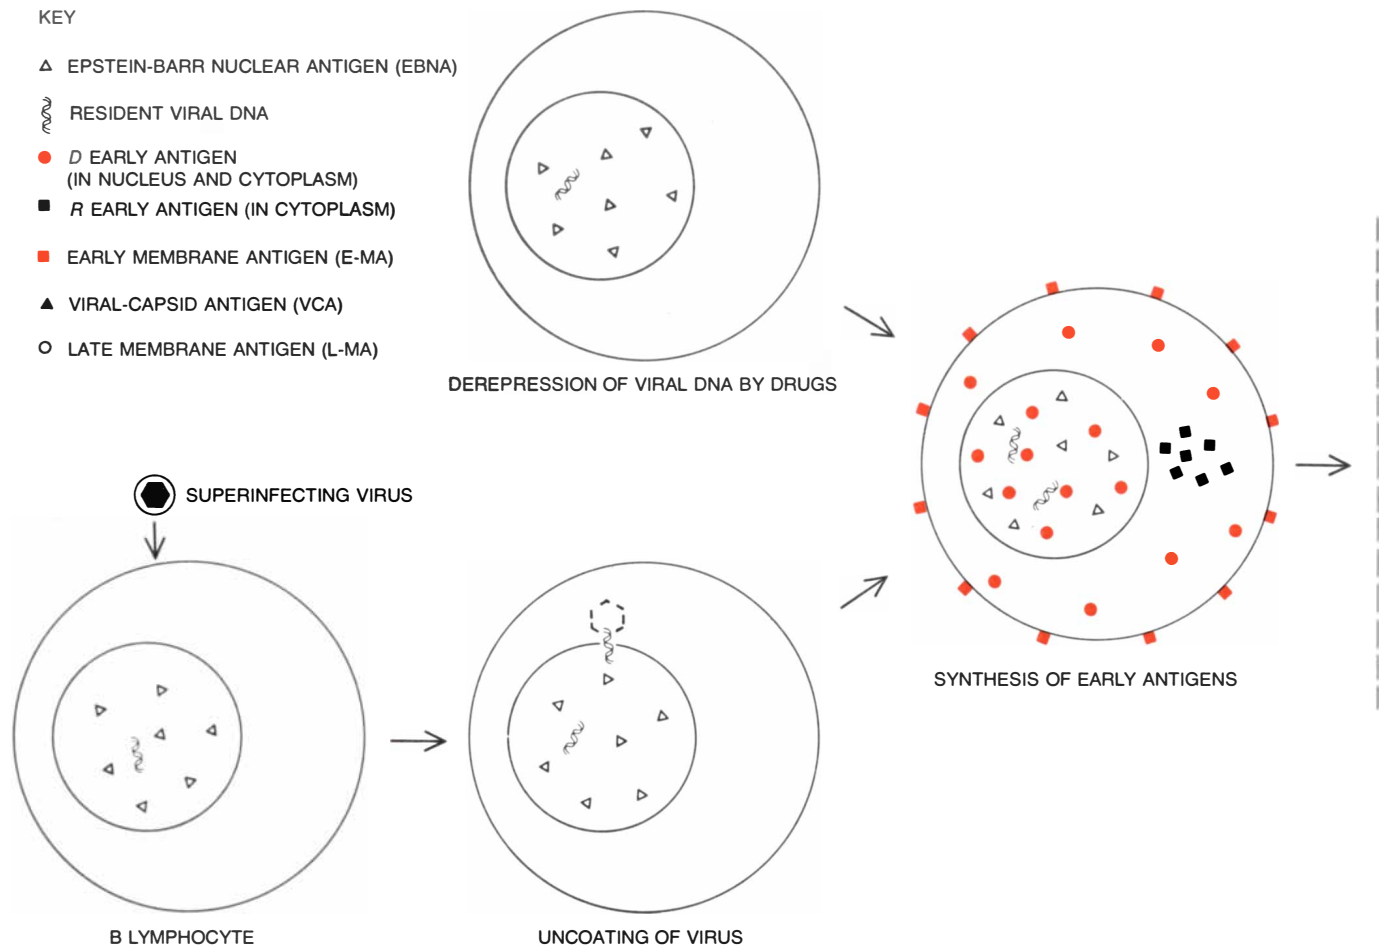 KEY
EPSTEIN-BARR NUCLEAR ANTIGEN (EBNA)
RESIDENT VIRAL DNA
D EARLY ANTIGEN
(IN NUCLEUS AND CYTOPLASM)
R EARLY ANTIGEN (IN CYTOPLASM)
EARLY MEMBRANE ANTIGEN (E-MA)
VIRAL-CAPSID ANTIGEN (VCA)
LATE MEMBRANE ANTIGEN (L-MA)
DEREPRESSION OF VIRAL DNA BY DRUGS
SUPERINFECTING VIRUS
SYNTHESIS OF EARLY ANTIGENS
B LYMPHOCYTE
UNCOATING OF VIRUS